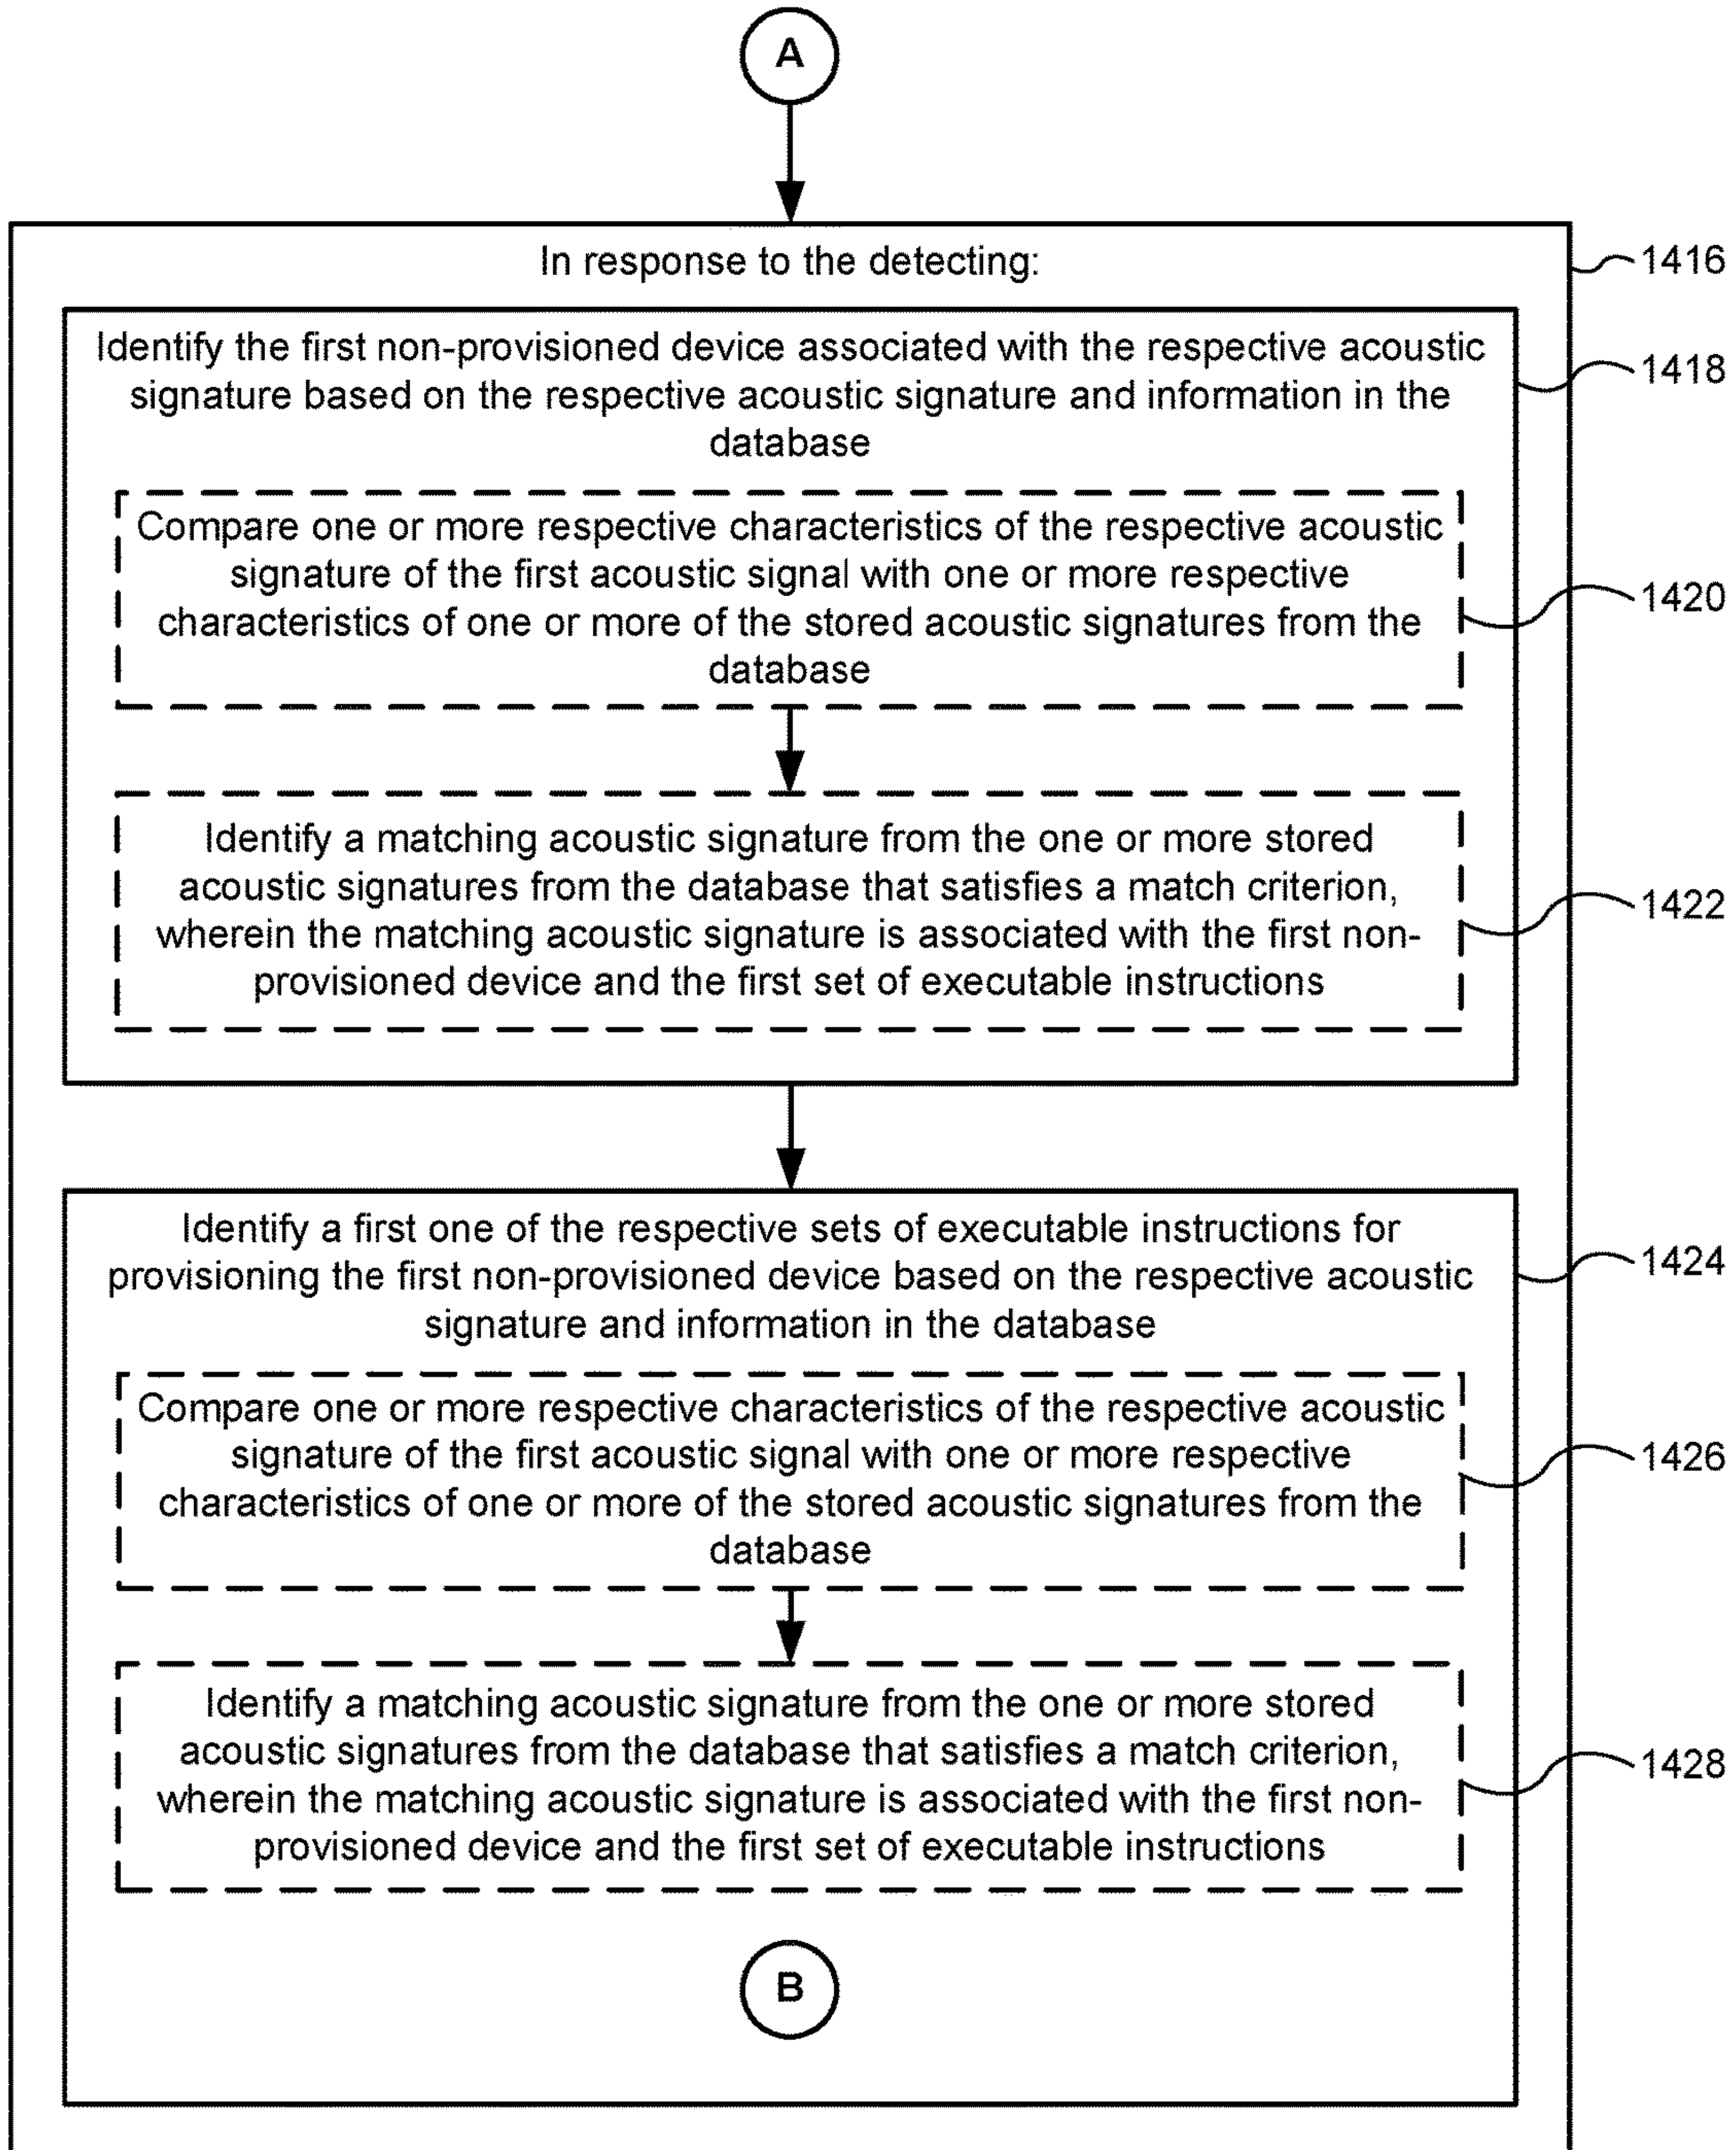 A
In response to the detecting:
1416
Identify the first non-provisioned device associated with the respective acoustic
signature based on the respective acoustic signature and information in the
database
1418
Compare one or more respective characteristics of the respective acoustic
signature of the first acoustic signal with one or more respective
characteristics of one or more of the stored acoustic signatures from the
database
1420
Identify a matching acoustic signature from the one or more stored
acoustic signatures from the database that satisfies a match criterion,
wherein the matching acoustic signature is associated with the first non-
provisioned device and the first set of executable instructions
1422
Identify a first one of the respective sets of executable instructions for
provisioning the first non-provisioned device based on the respective acoustic
signature and information in the database
1424
Compare one or more respective characteristics of the respective acoustic
signature of the first acoustic signal with one or more respective
characteristics of one or more of the stored acoustic signatures from the
database
1426
Identify a matching acoustic signature from the one or more stored
acoustic signatures from the database that satisfies a match criterion,
wherein the matching acoustic signature is associated with the first non-
provisioned device and the first set of executable instructions
1428
B